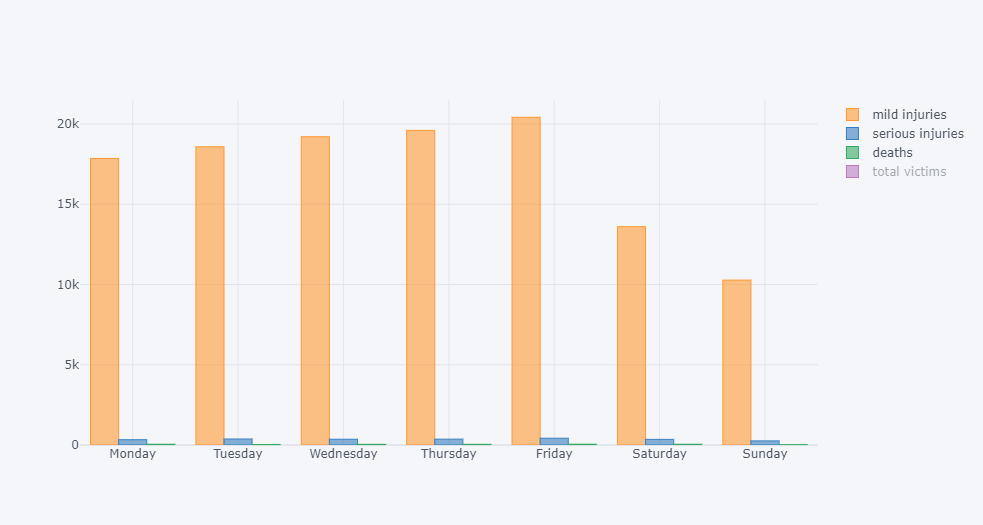 mild injuries
serious injuries
deaths
total victims
20k
15k
10k
5k
0
Monday Tuesday Wednesday Thursday Friday Saturday Sunday